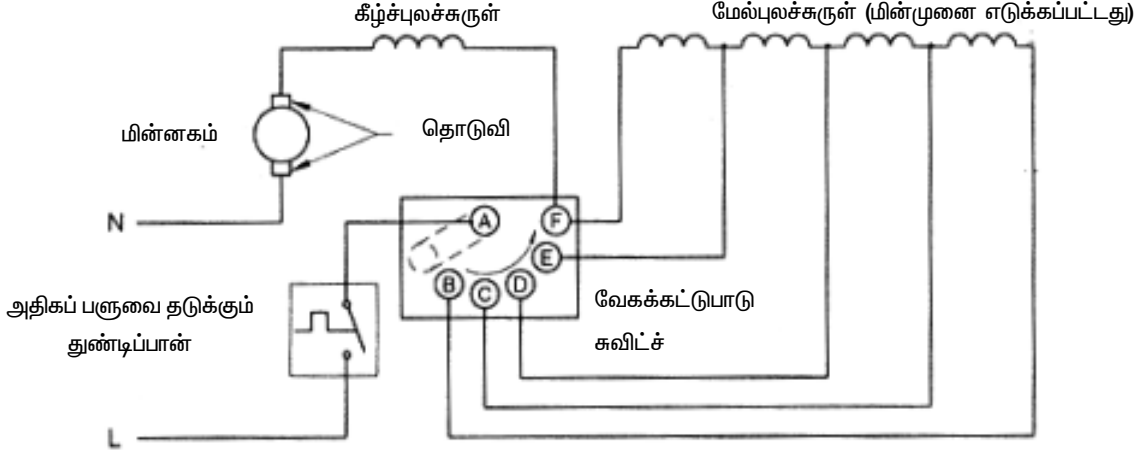 கீழ்ச்புலச்சுருள்
மேல்புலச்சுருள் (மின்முனை எடுக்கப்பட்டது)
மின்னகம்
தொடுவி
N
A
F
E
B
C
D
அதிகப் பளுவை தடுக்கும்
துண்டிப்பான்
வேகக்கட்டுபாடு
சுவிட்ச்
L